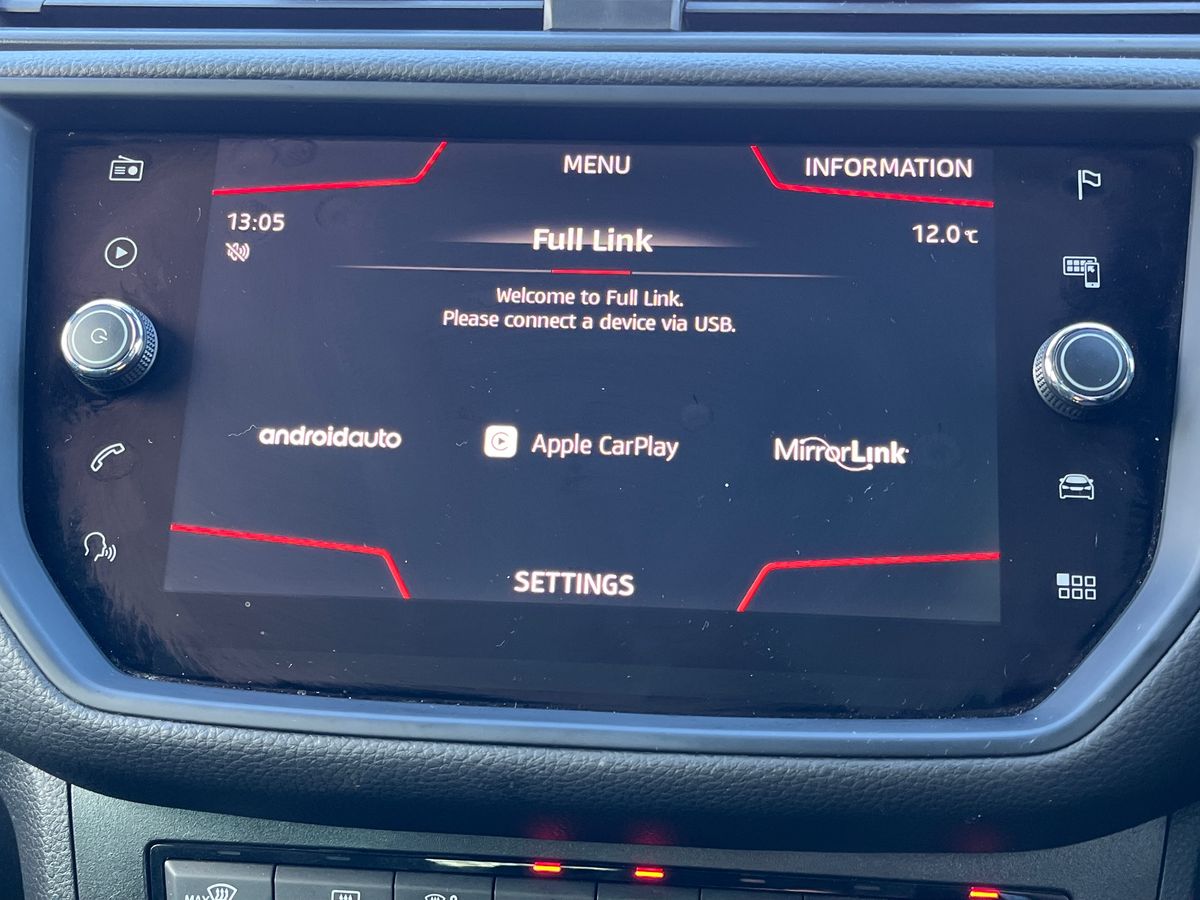 MENU
INFORMATION
13:05
12.0°C
Full Link
Welcome to Full Link.
Please connect a device via USB.
androidauto
Apple CarPlay
MirrorLink
SETTINGS
MAX